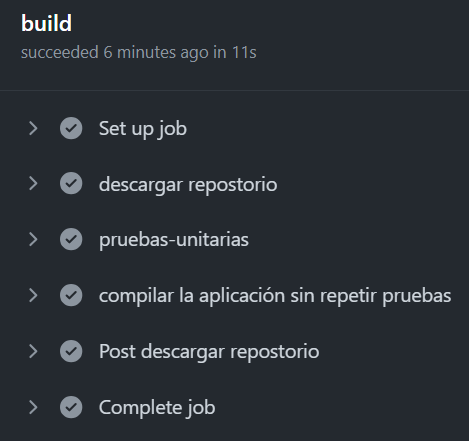 build
succeeded 6 minutes ago in 11s
Set up job
descargar repostorio
pruebas-unitarias
compilar la aplicación sin repetir pruebas
Post descargar repostorio
Complete job